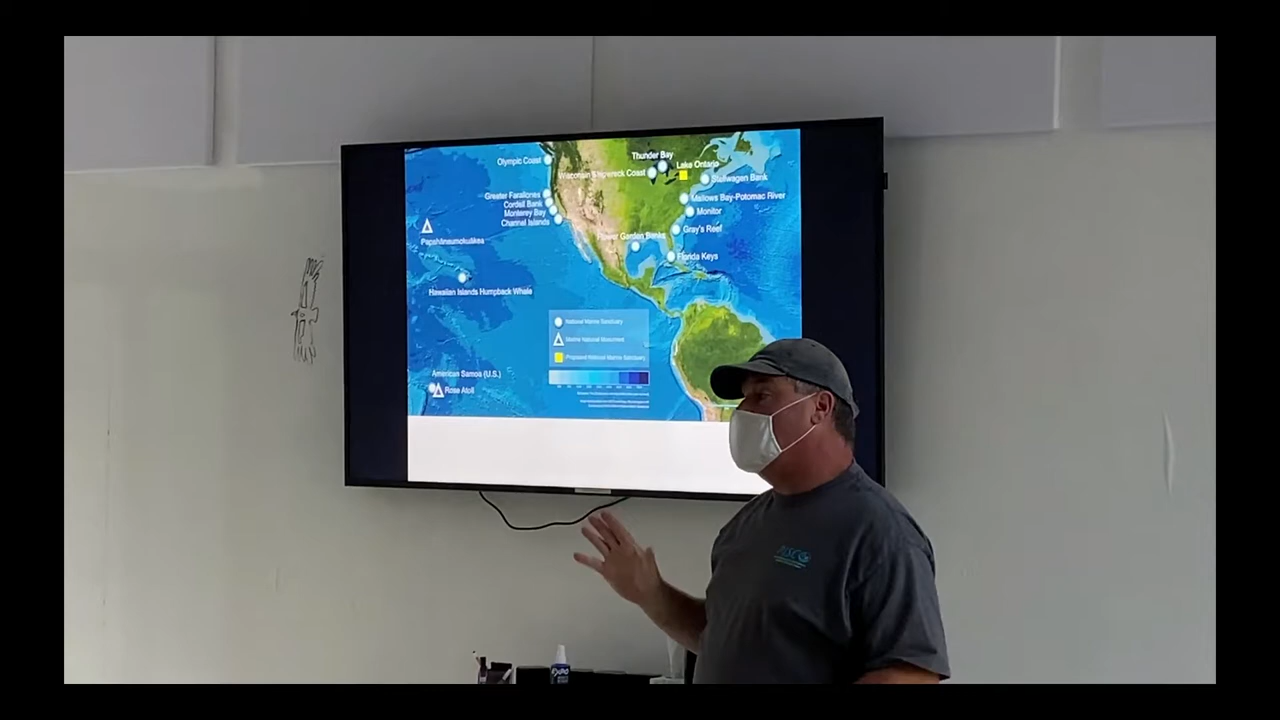 Thunder Bay
Lake Ontario
Olympic Coast
Wisconsin Shipwreck Coast
Stellwagen Bank
Greater Farallones
Cordell Bank
Monterey Bay
Channel Islands
Mallows Bay-Potomac River
Monitor
Gray's Reef
Flower Garden Banks
Papahānaumokuākea
Florida Keys
Hawaiian Islands Humpback Whale
National Marine Sanctuary
Marine National Monument
Proposed National Marine Sanctuary
American Samoa (U.S.)
Rose Atoll
PISCO
EXPO